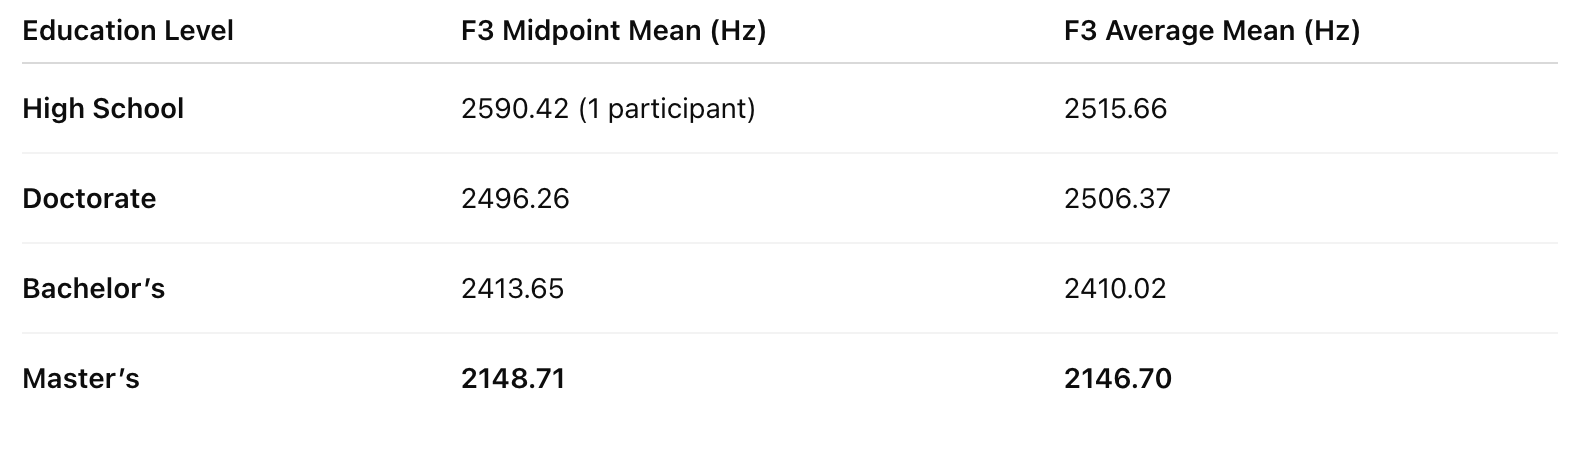 Education Level F3 Midpoint Mean (Hz) F3 Average Mean (Hz)
High School 2590.42 (1 participant) 2515.66
Doctorate 2496.26 2506.37
Bachelor’s 2413.65 2410.02
Master’s 2148.71 2146.70